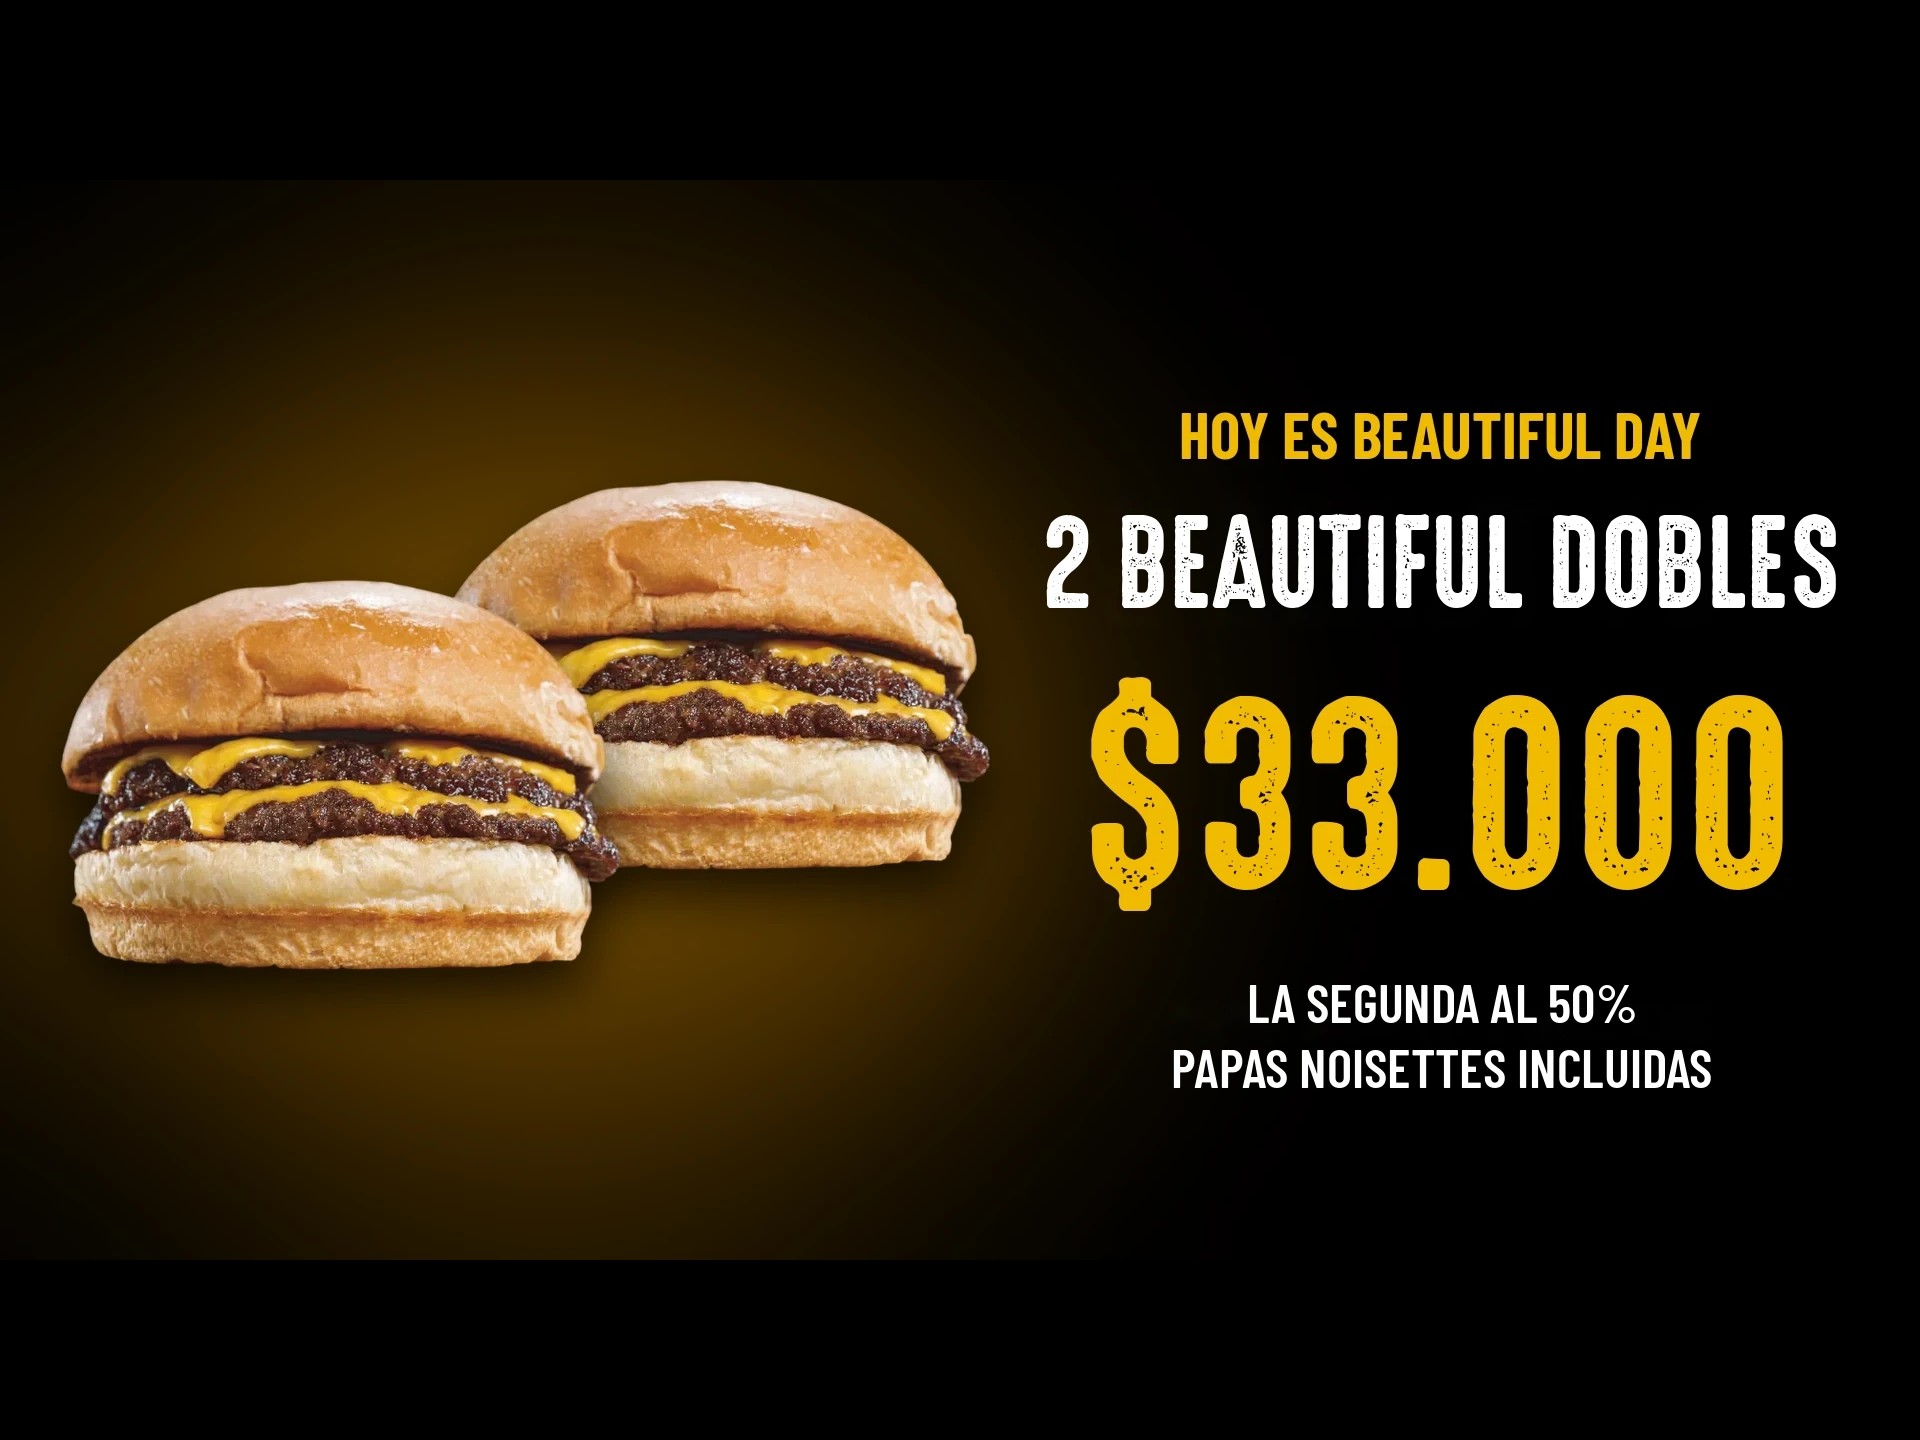 HOY ES BEAUTIFUL DAY
2 BEAUTIFUL DOBLES
$33.000
LA SEGUNDA AL 50%
PAPAS NOISETTES INCLUIDAS